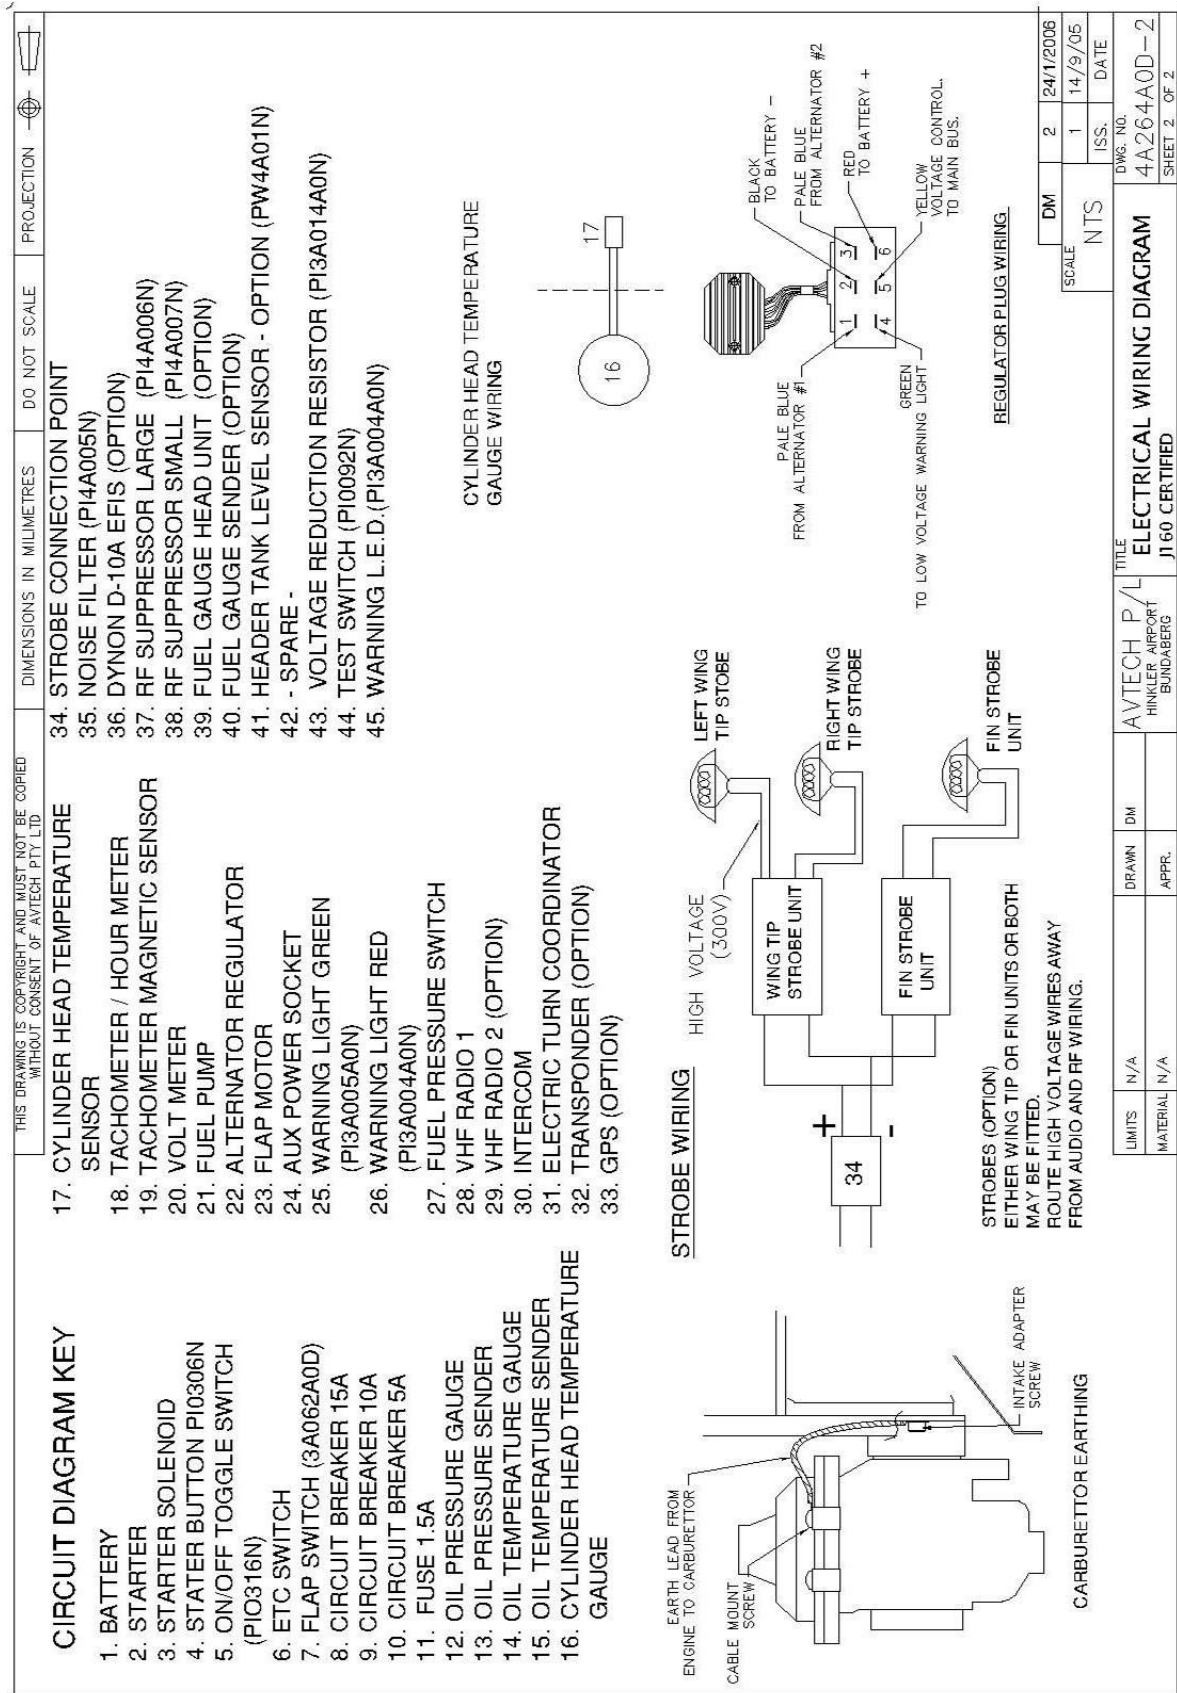 THIS DRAWING IS COPYRIGHT AND MUST NOT BE COPIED
WITHOUT CONSENT OF AVTECH PTY LTD
DIMENSIONS IN MILIMETRES
DO NOT SCALE
PROJECTION
CIRCUIT DIAGRAM KEY
1. BATTERY
2. STARTER
3. STARTER SOLENOID
4. STATER BUTTON PI0306N
5. ON/OFF TOGGLE SWITCH
(PIO316N)
6. ETC SWITCH
7. FLAP SWITCH (3A062A0D)
8. CIRCUIT BREAKER 15A
9. CIRCUIT BREAKER 10A
10. CIRCUIT BREAKER 5A
11. FUSE 1.5A
12. OIL PRESSURE GAUGE
13. OIL PRESSURE SENDER
14. OIL TEMPERATURE GAUGE
15. OIL TEMPERATURE SENDER
16. CYLINDER HEAD TEMPERATURE
GAUGE
17. CYLINDER HEAD TEMPERATURE
SENSOR
18. TACHOMETER / HOUR METER
19. TACHOMETER MAGNETIC SENSOR
20. VOLT METER
21. FUEL PUMP
22. ALTERNATOR REGULATOR
23. FLAP MOTOR
24. AUX POWER SOCKET
25. WARNING LIGHT GREEN
(PI3A005A0N)
26. WARNING LIGHT RED
(PI3A004A0N)
27. FUEL PRESSURE SWITCH
28. VHF RADIO 1
29. VHF RADIO 2 (OPTION)
30. INTERCOM
31. ELECTRIC TURN COORDINATOR
32. TRANSPONDER (OPTION)
33. GPS (OPTION)
34. STROBE CONNECTION POINT
35. NOISE FILTER (PI4A005N)
36. DYNON D-10A EFIS (OPTION)
37. RF SUPPRESSOR LARGE (PI4A006N)
38. RF SUPPRESSOR SMALL (PI4A007N)
39. FUEL GAUGE HEAD UNIT (OPTION)
40. FUEL GAUGE SENDER (OPTION)
41. HEADER TANK LEVEL SENSOR - OPTION (PW4A01N)
42. - SPARE -
43. VOLTAGE REDUCTION RESISTOR (PI3A014A0N)
44. TEST SWITCH (PI0092N)
45. WARNING L.E.D.(PI3A004A0N)
CYLINDER HEAD TEMPERATURE
GAUGE WIRING
16
17
EARTH LEAD FROM
ENGINE TO CARBURETTOR
CABLE MOUNT
SCREW
INTAKE ADAPTER
SCREW
CARBURETTOR EARTHING
STROBE WIRING
HIGH VOLTAGE
(300V)
LEFT WING
TIP STOBE
RIGHT WING
TIP STROBE
WING TIP
STROBE UNIT
FIN STROBE
UNIT
FIN STROBE
UNIT
+
34
-
STROBES (OPTION)
EITHER WING TIP OR FIN UNITS OR BOTH
MAY BE FITTED.
ROUTE HIGH VOLTAGE WIRES AWAY
FROM AUDIO AND RF WIRING.
BLACK
TO BATTERY -
PALE BLUE
FROM ALTERNATOR #2
PALE BLUE
FROM ALTERNATOR #1
1 2 3
4 5 6
RED
TO BATTERY +
GREEN
TO LOW VOLTAGE WARNING LIGHT
YELLOW
VOLTAGE CONTROL.
TO MAIN BUS.
REGULATOR PLUG WIRING
DM 2 24/1/2006
1 14/9/05
ISS. DATE
SCALE
NTS
LIMITS N/A
MATERIAL N/A
DRAWN DM
APPR.
AVTECH P/L
HINKLER AIRPORT
BUNDABERG
TITLE
ELECTRICAL WIRING DIAGRAM
J160 CERTIFIED
DWG. NO.
4A264A0D-2
SHEET 2 OF 2